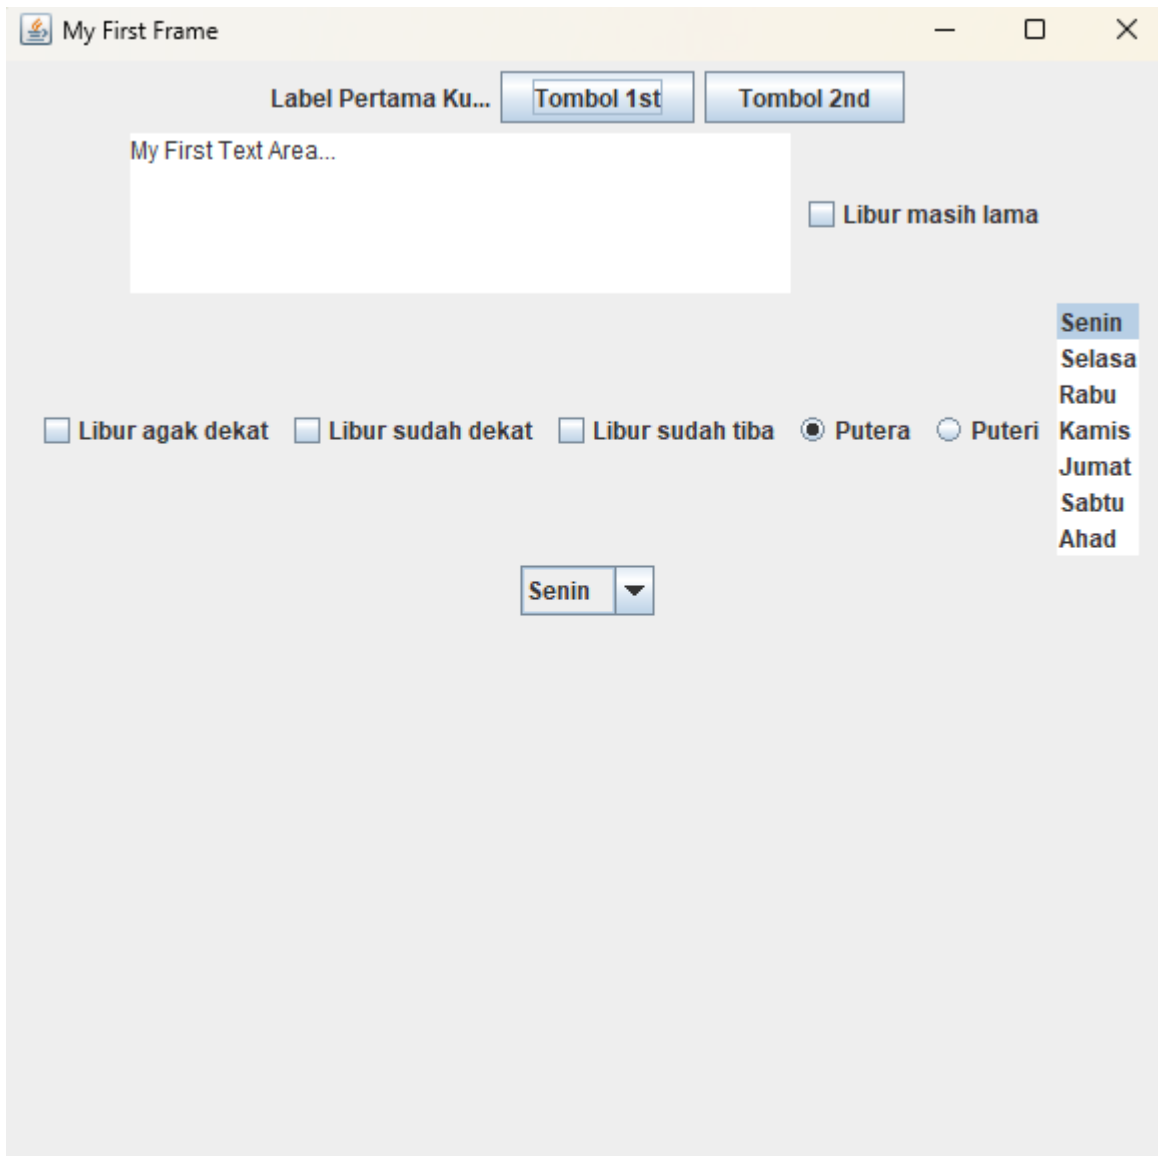 My First Frame
Label Pertama Ku... Tombol 1st Tombol 2nd
My First Text Area...
Libur masih lama
Libur agak dekat Libur sudah dekat Libur sudah tiba Putera Puteri
Senin
Selasa
Rabu
Kamis
Jumat
Sabtu
Ahad
Senin